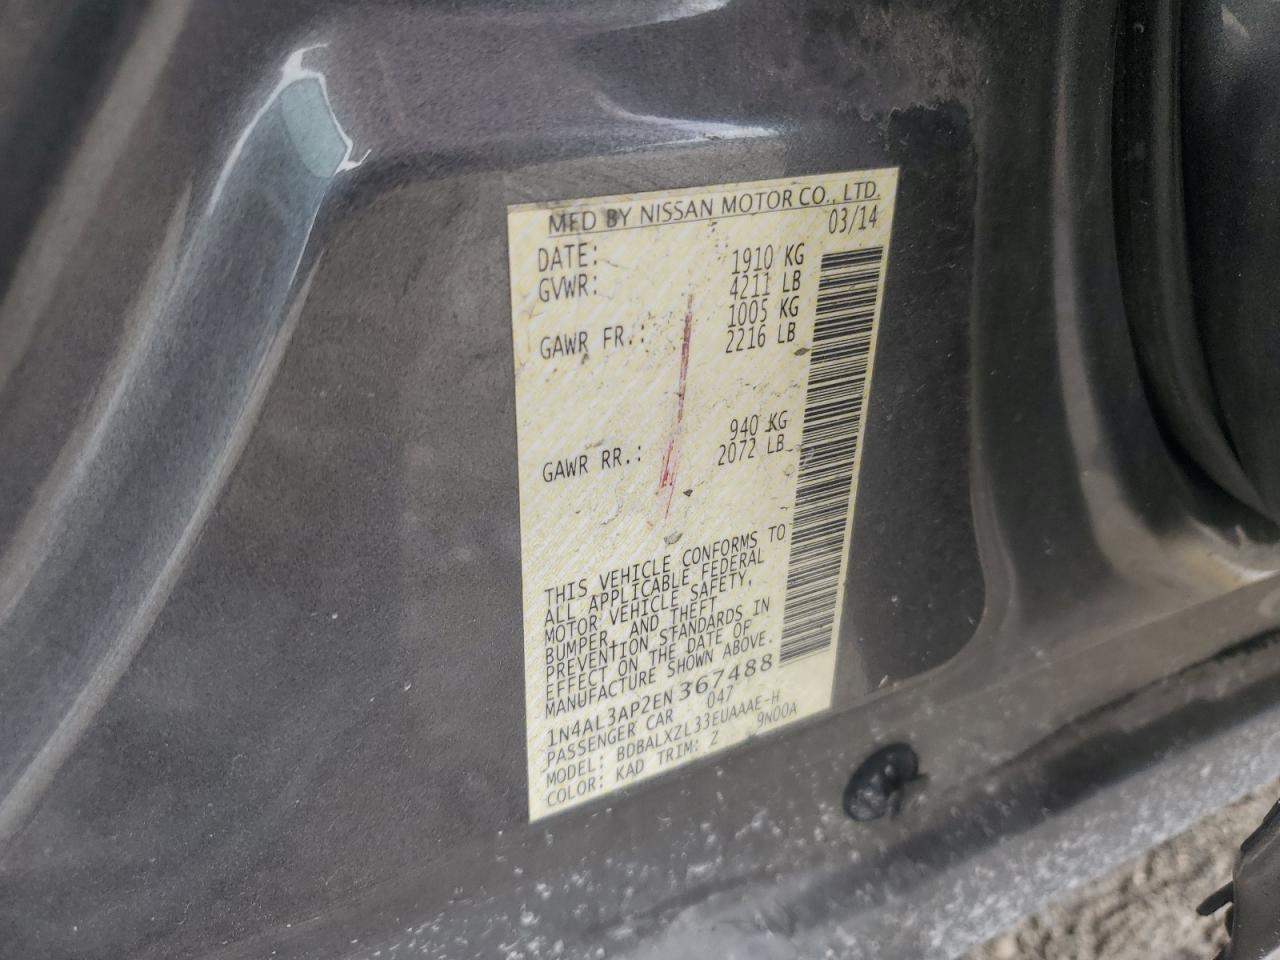 MFD BY NISSAN MOTOR CO., LTD.
DATE: 03/14
GVWR: 1910 KG
4211 LB
GAWR FR.: 1005 KG
2216 LB
GAWR RR.: 940 KG
2072 LB
THIS VEHICLE CONFORMS TO
ALL APPLICABLE FEDERAL
MOTOR VEHICLE SAFETY,
BUMPER, AND THEFT
PREVENTION STANDARDS IN
EFFECT ON THE DATE OF
MANUFACTURE SHOWN ABOVE.
1N4AL3AP2EN367488
PASSENGER CAR 047
MODEL: BDBALXZL33EUAAAE-H
COLOR: KAD TRIM: Z 9N00A